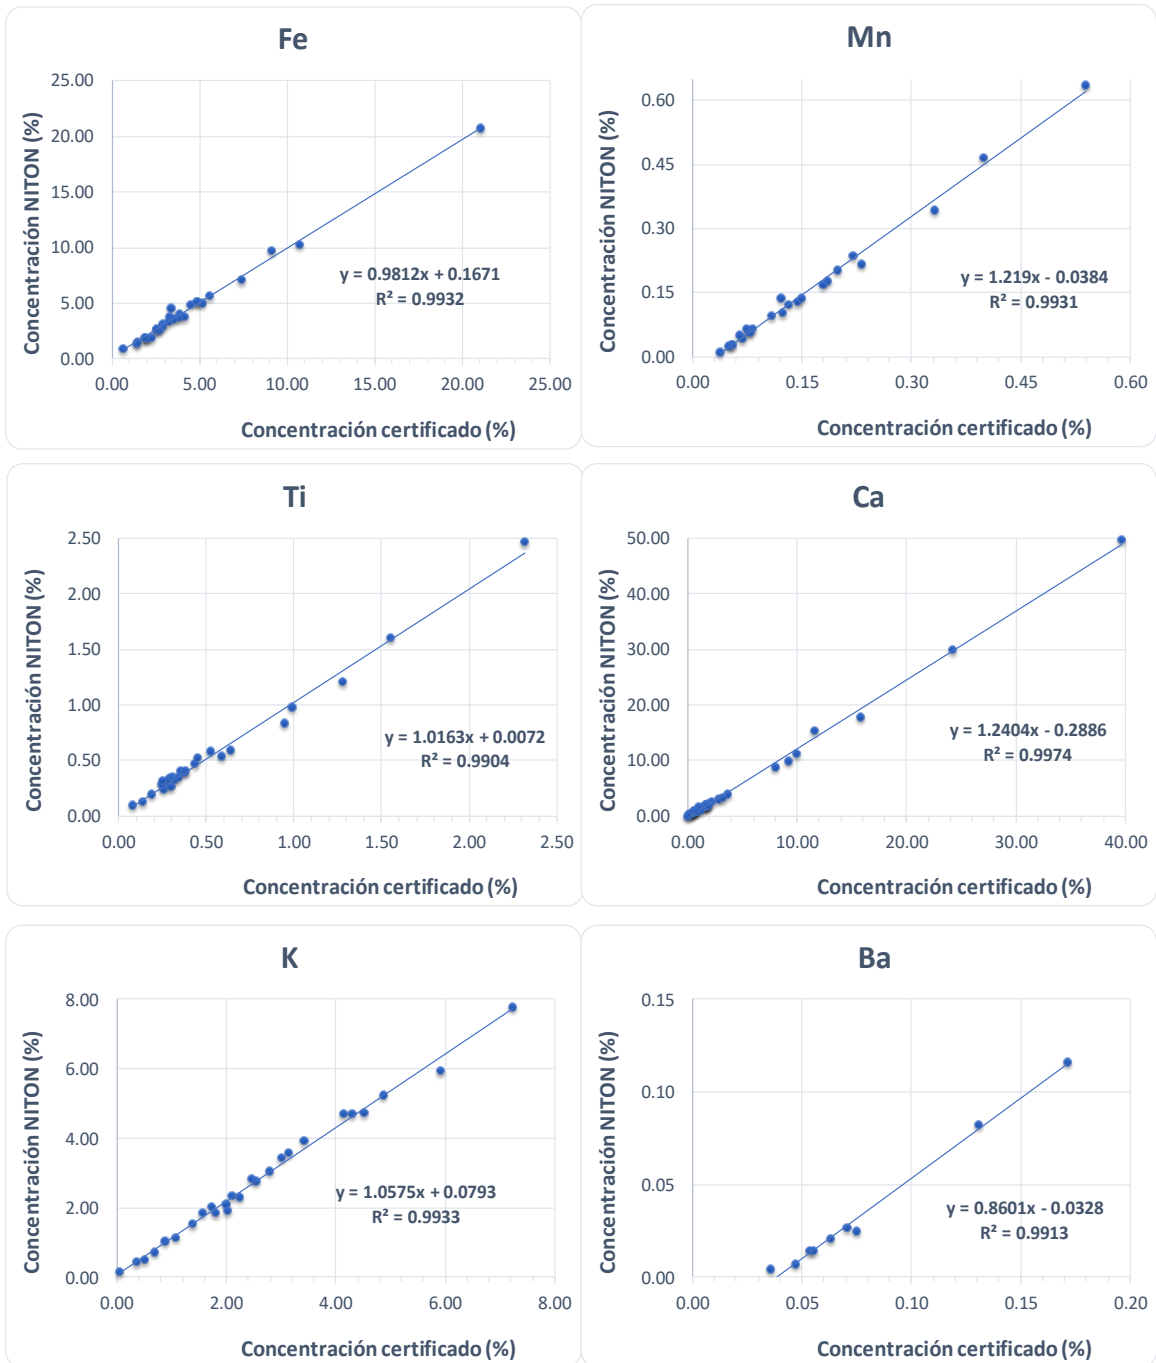 Fe
Concentración NITON (%)
25.00
20.00
15.00
10.00
5.00
0.00
y = 0.9812x + 0.1671
R² = 0.9932
0.00 5.00 10.00 15.00 20.00 25.00
Concentración certificado (%)
Mn
Concentración NITON (%)
0.60
0.45
0.30
0.15
0.00
y = 1.219x - 0.0384
R² = 0.9931
0.00 0.15 0.30 0.45 0.60
Concentración certificado (%)
Ti
Concentración NITON (%)
2.50
2.00
1.50
1.00
0.50
0.00
y = 1.0163x + 0.0072
R² = 0.9904
0.00 0.50 1.00 1.50 2.00 2.50
Concentración certificado (%)
Ca
Concentración NITON (%)
50.00
40.00
30.00
20.00
10.00
0.00
y = 1.2404x - 0.2886
R² = 0.9974
0.00 10.00 20.00 30.00 40.00
Concentración certificado (%)
K
Concentración NITON (%)
8.00
6.00
4.00
2.00
0.00
y = 1.0575x + 0.0793
R² = 0.9933
0.00 2.00 4.00 6.00 8.00
Concentración certificado (%)
Ba
Concentración NITON (%)
0.15
0.10
0.05
0.00
y = 0.8601x - 0.0328
R² = 0.9913
0.00 0.05 0.10 0.15 0.20
Concentración certificado (%)